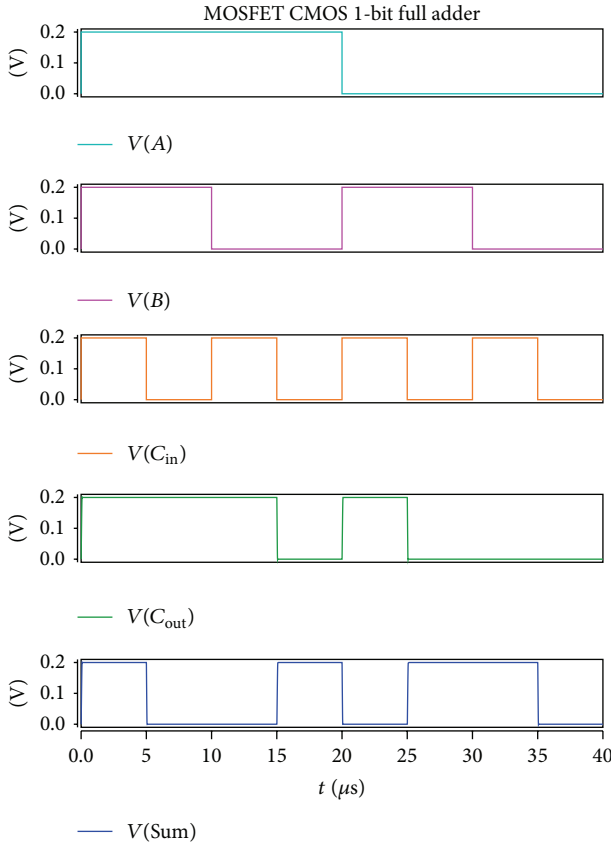 MOSFET CMOS 1-bit full adder
(V)
0.2
0.1
0.0
V(A)
(V)
0.2
0.1
0.0
V(B)
(V)
0.2
0.1
0.0
V(C_in)
(V)
0.2
0.1
0.0
V(C_out)
(V)
0.2
0.1
0.0
0.0 5 10 15 20 25 30 35 40
t (μs)
V(Sum)